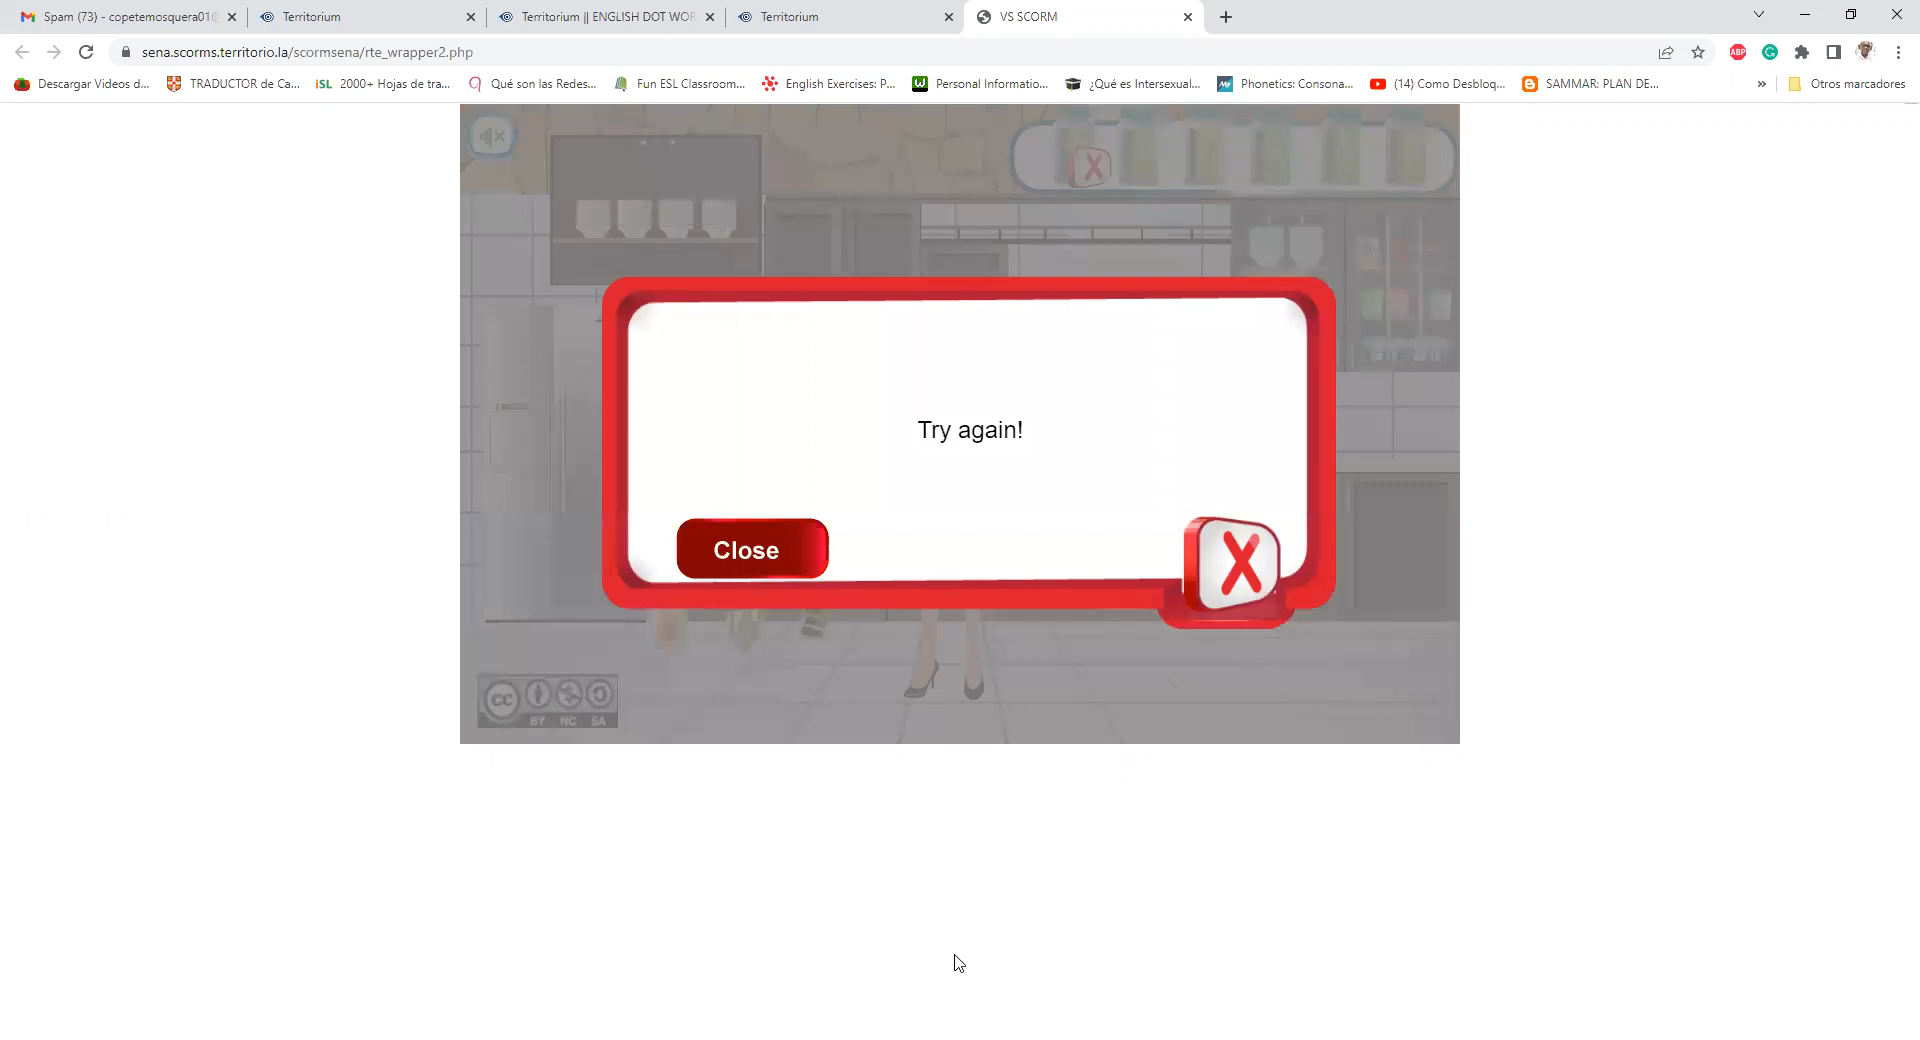 Spam (73) - copetemosquera01@
Territorium
Territorium || ENGLISH DOT WOR
Territorium
VS SCORM
sena.scorms.territorio.la/scormsena/rte_wrapper2.php
ABP
Descargar Videos d...
TRADUCTOR de Ca...
iSL 2000+ Hojas de tra...
Qué son las Redes...
Fun ESL Classroom...
English Exercises: P...
Personal Informatio...
¿Qué es Intersexual...
Phonetics: Consona...
(14) Como Desbloq...
SAMMAR: PLAN DE...
»
Otros marcadores
X
Try again!
Close
X
cc
BY NC SA